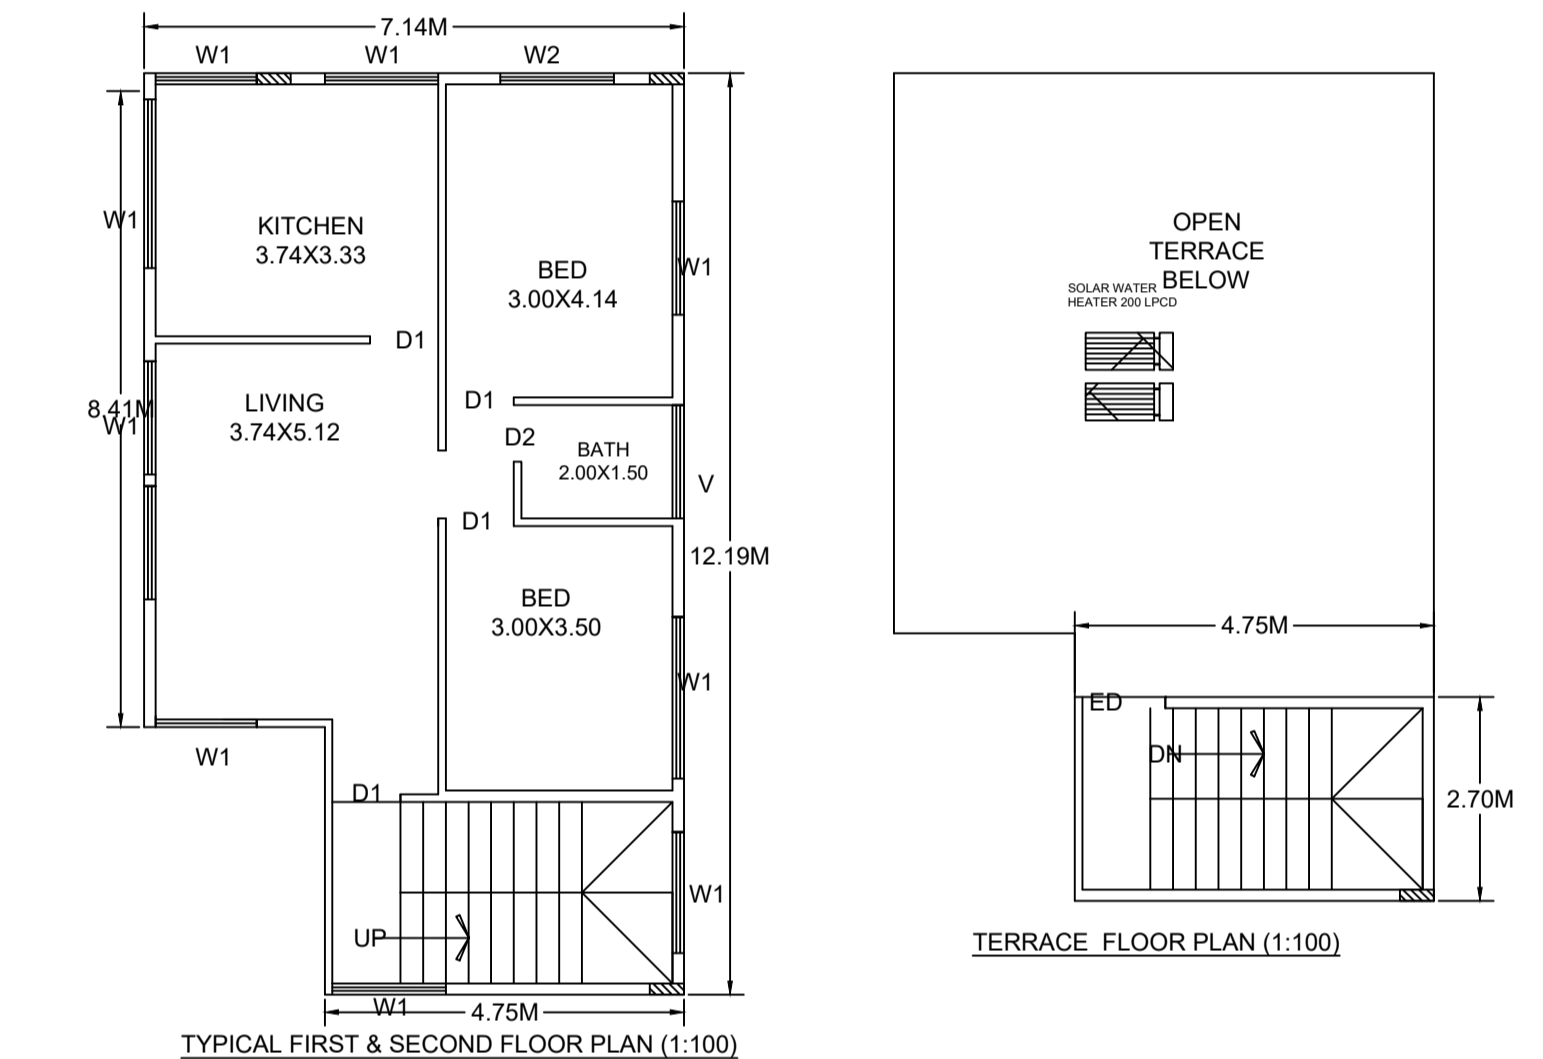 7.14M
W1
W1
W2
W1
KITCHEN
3.74X3.33
BED
3.00X4.14
W1
D1
8.41M
W1
LIVING
3.74X5.12
D1
D2
BATH
2.00X1.50
V
D1
12.19M
BED
3.00X3.50
W1
W1
D1
W1
UP
W1
4.75M
TYPICAL FIRST & SECOND FLOOR PLAN (1:100)
OPEN
TERRACE
BELOW
SOLAR WATER
HEATER 200 LPCD
4.75M
ED
DN
2.70M
TERRACE FLOOR PLAN (1:100)